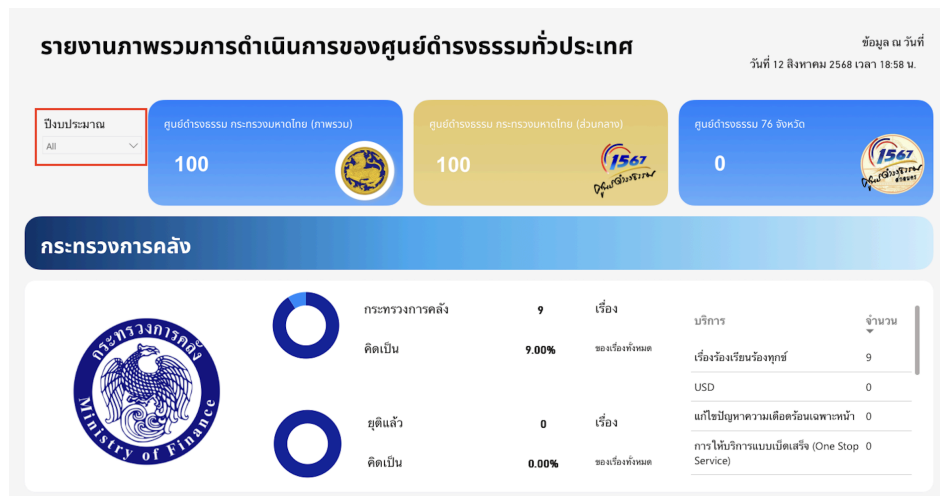 รายงานภาพรวมการดำเนินการของศูนย์ดำรงธรรมทั่วประเทศ
ข้อมูล ณ วันที่
วันที่ 12 สิงหาคม 2568 เวลา 18:58 น.
ปีงบประมาณ
All
ศูนย์ดำรงธรรม กระทรวงมหาดไทย (ภาพรวม)
100
ศูนย์ดำรงธรรม กระทรวงมหาดไทย (ส่วนกลาง)
100
1567
ศูนย์ดำรงธรรม 76 จังหวัด
0
1567
กระทรวงการคลัง
กระทรวงการคลัง
Ministry of Finance
กระทรวงการคลัง 9 เรื่อง
คิดเป็น 9.00% ของเรื่องทั้งหมด
ยุติแล้ว 0 เรื่อง
คิดเป็น 0.00% ของเรื่องทั้งหมด
บริการ จำนวน
เรื่องร้องเรียนร้องทุกข์ 9
USD 0
แก้ไขปัญหาความเดือดร้อนเฉพาะหน้า 0
การให้บริการแบบเบ็ดเสร็จ (One Stop 0
Service)